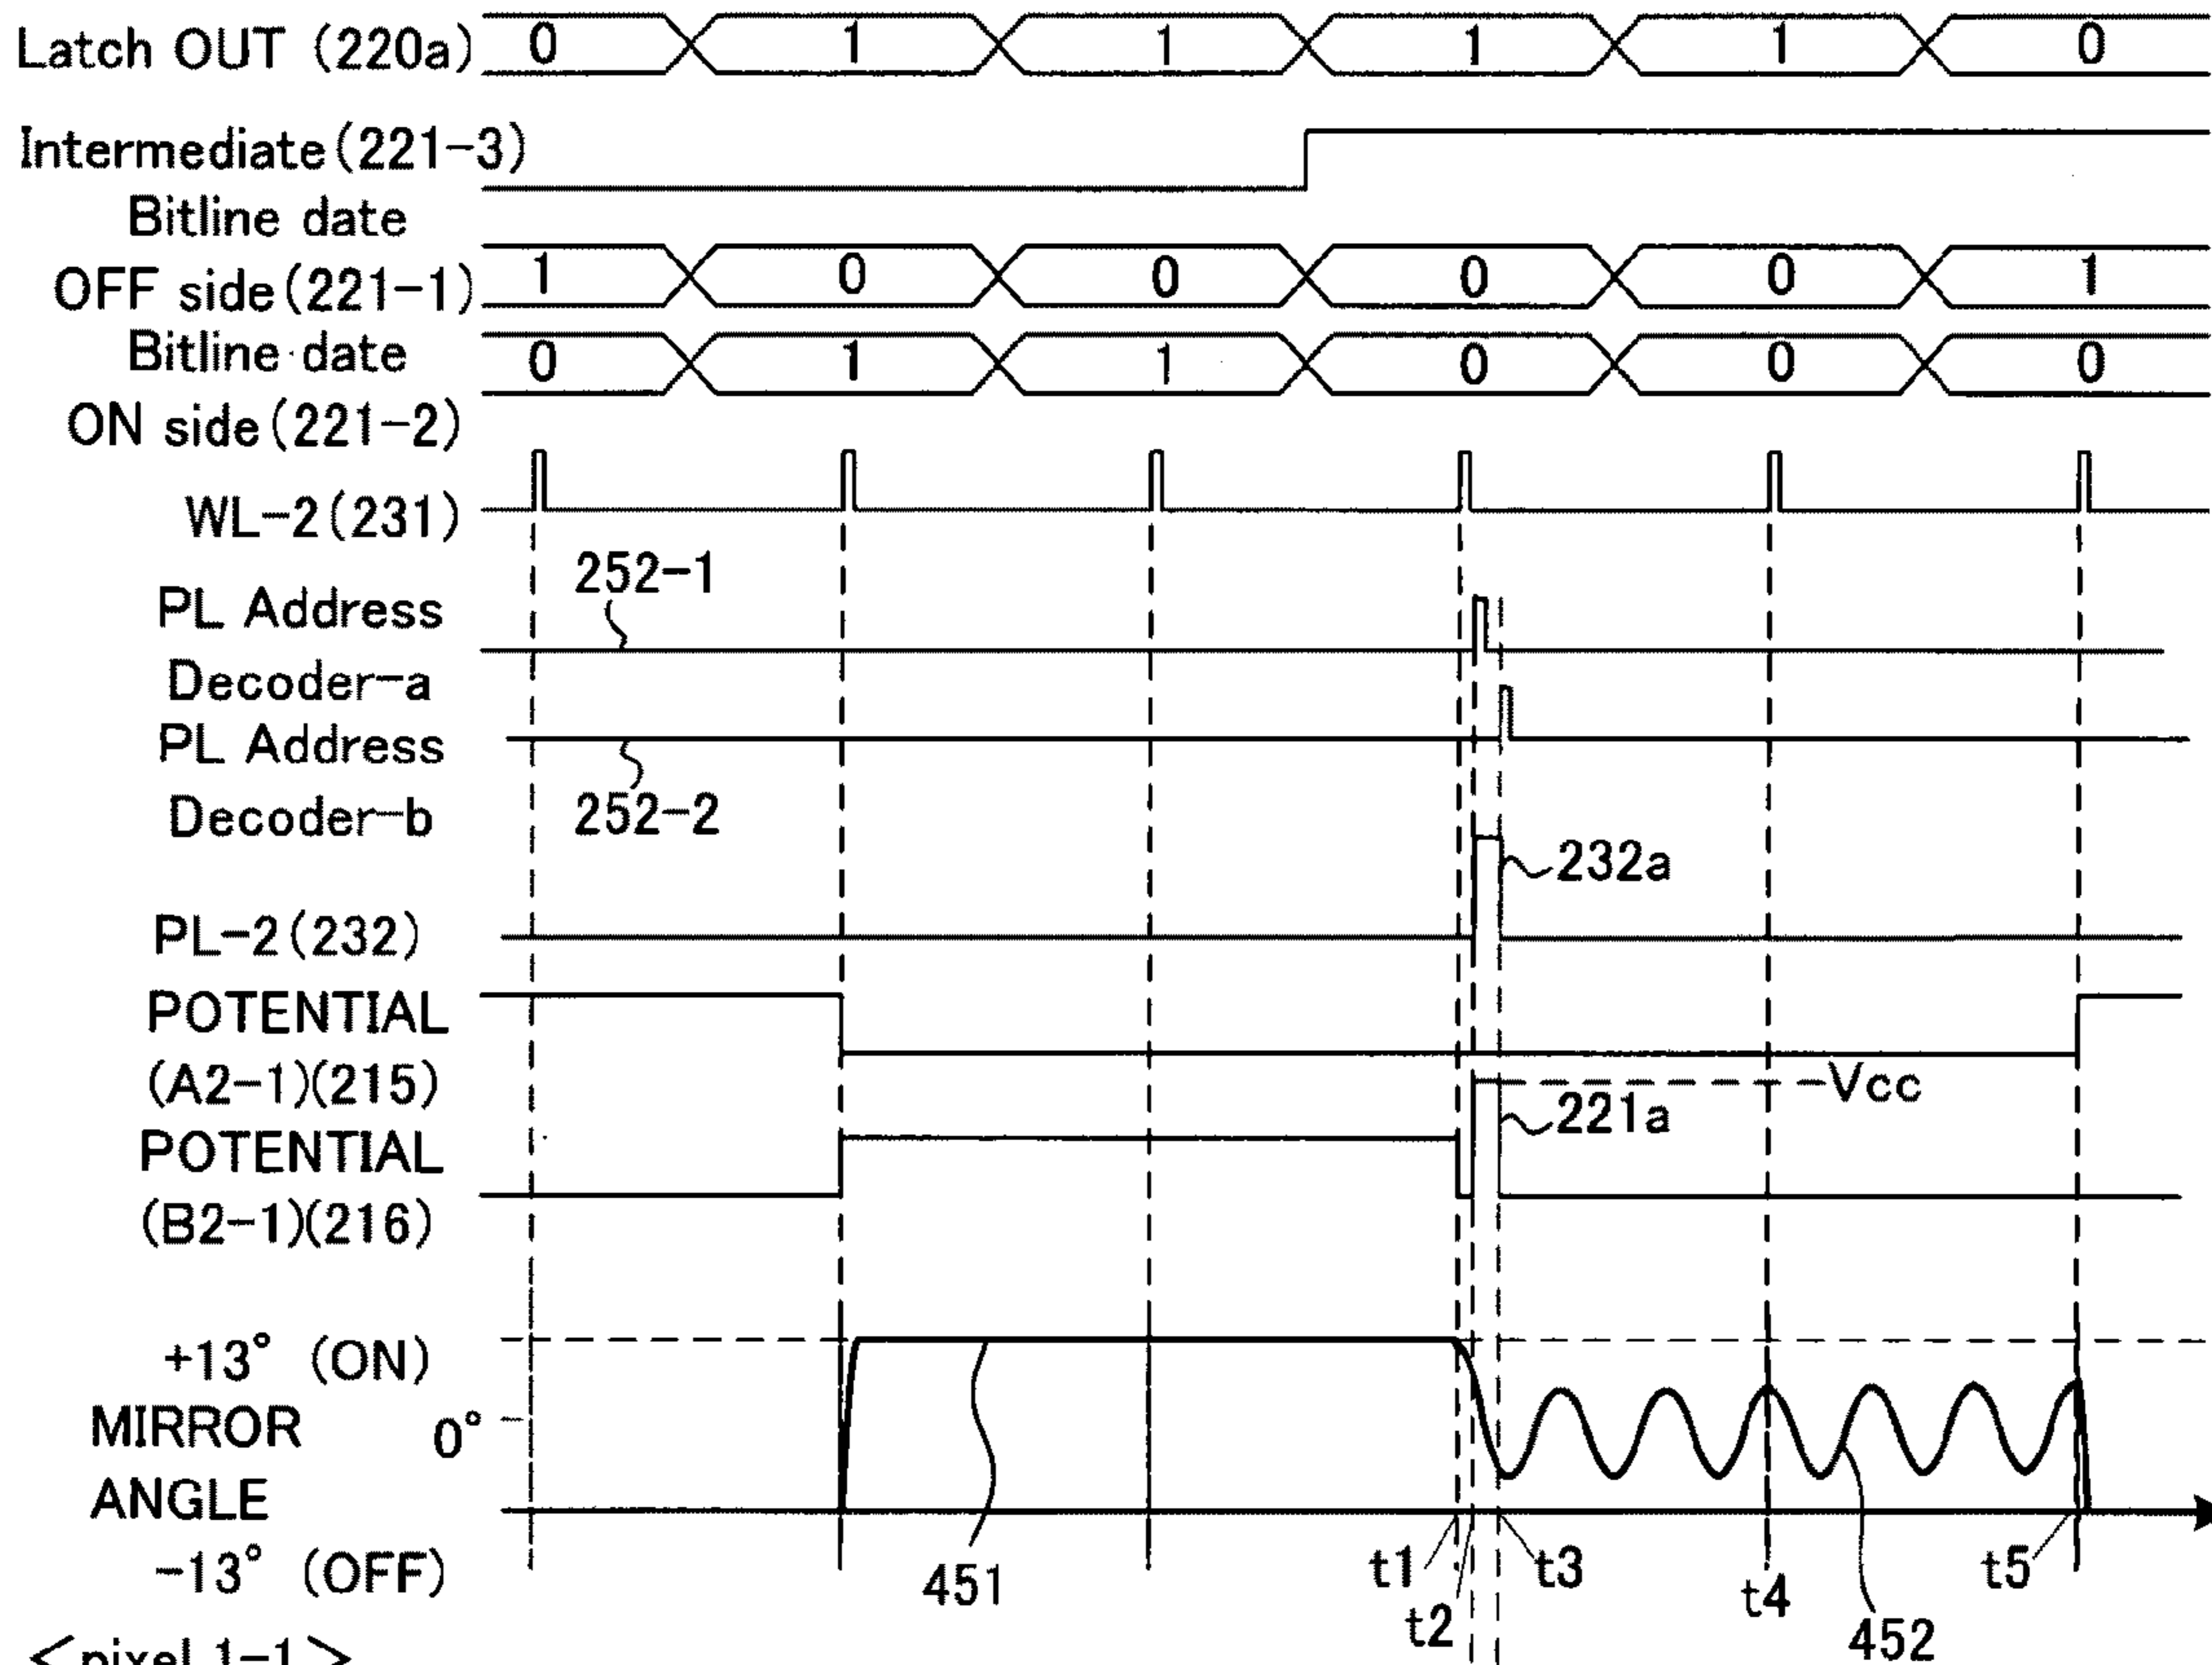 Latch OUT (220a) 0 1 1 1 1 0
Intermediate(221-3)
Bitline date
OFF side(221-1) 1 0 0 0 0 1
Bitline date 0 1 1 0 0 0
ON side(221-2)
WL-2(231)
252-1
PL Address
Decoder-a
PL Address
252-2
Decoder-b
232a
PL-2(232)
POTENTIAL
(A2-1)(215)
Vcc
221a
POTENTIAL
(B2-1)(216)
+13° (ON)
MIRROR 0°
ANGLE
-13° (OFF)
451 t1 t2 t3 t4 t5 452
<pixel 1-1>